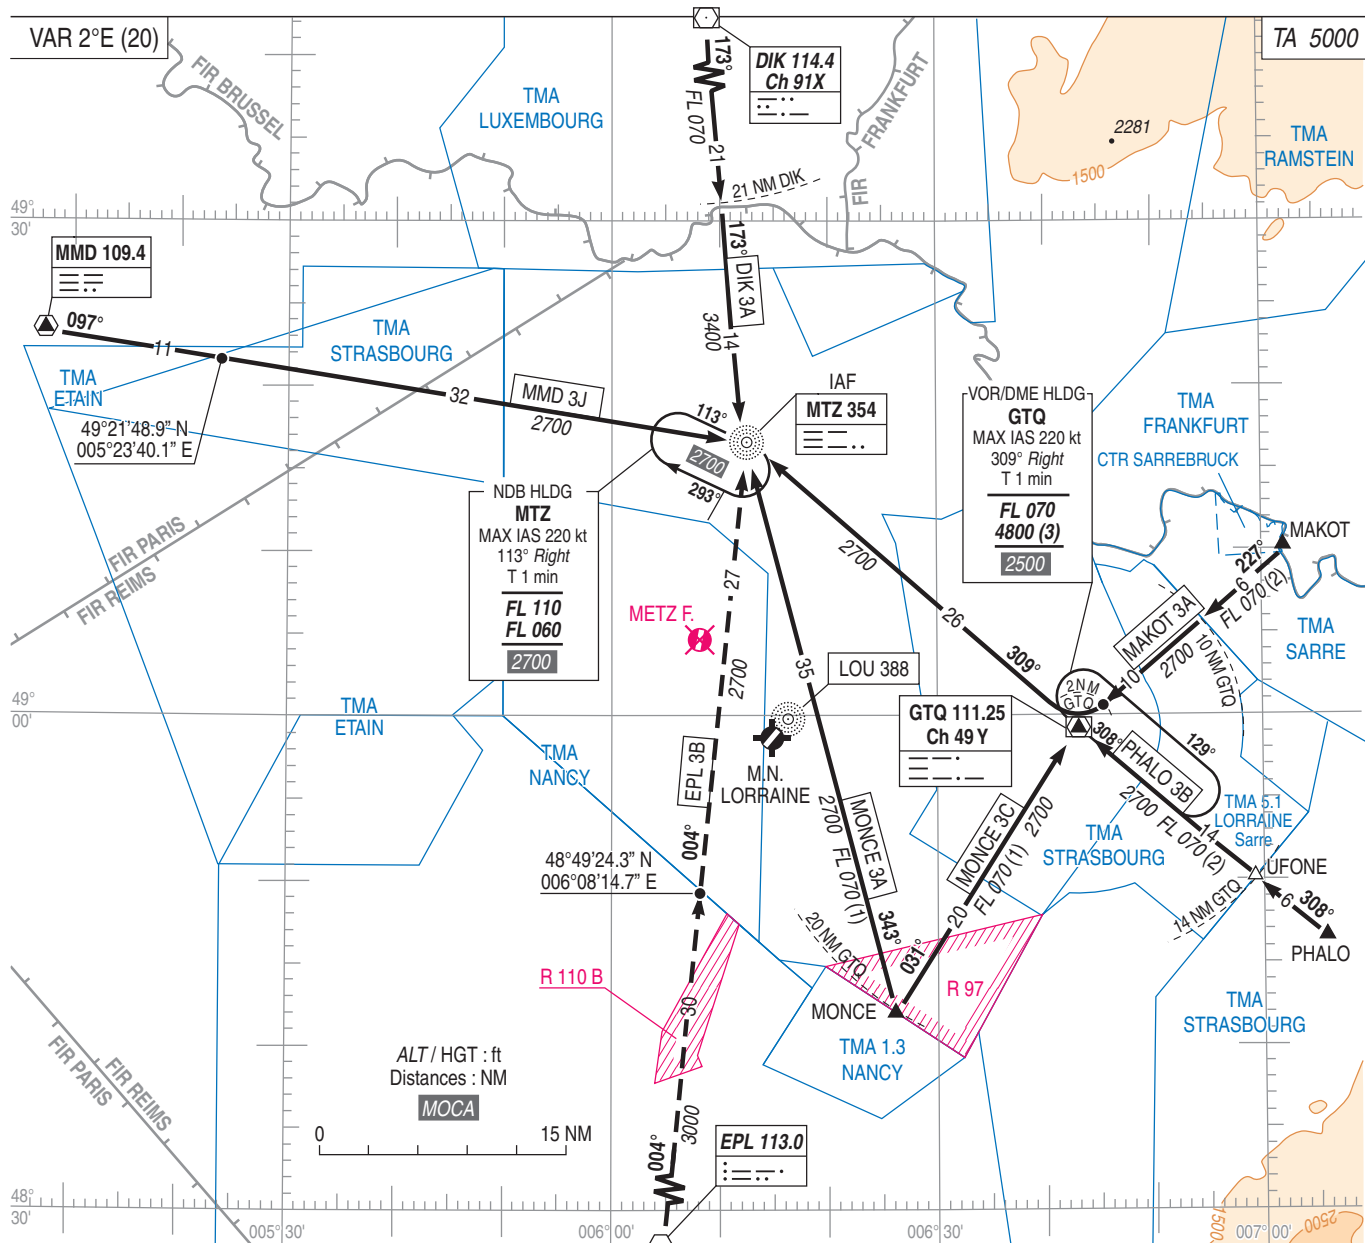 VAR 2°E (20)
TA 5000
173°
DIK 114.4
Ch 91X
FL 070
21
21 NM DIK
FIR BRUSSEL
FIR
FRANKFURT
TMA
LUXEMBOURG
2281
1500
TMA
RAMSTEIN
49°
30'
MMD 109.4
097°
11
TMA
STRASBOURG
173°
DIK 3A
14
3400
TMA
ETAIN
49°21'48.9" N
005°23'40.1" E
32
MMD 3J
2700
113°
2700
293°
IAF
MTZ 354
VOR/DME HLDG
GTQ
MAX IAS 220 kt
309° Right
T 1 min
FL 070
4800 (3)
2500
TMA
FRANKFURT
CTR SARREBRUCK
MAKOT
227°
6
FL 070 (2)
NDB HLDG
MTZ
MAX IAS 220 kt
113° Right
T 1 min
FL 110
FL 060
2700
FIR PARIS
FIR REIMS
2700
26
309°
27
2700
METZ F.
35
LOU 388
MAKOT 3A
2700
10
10 NM GTQ
TMA
SARRE
2NM
GTQ
49°
00'
TMA
ETAIN
GTQ 111.25
Ch 49Y
308°
129°
PHALO 3B
2700 FL 070 (2)
14
TMA
NANCY
EPL 3B
004°
M.N.
LORRAINE
2700 FL 070 (1)
MONCE 3A
343°
MONCE 3C
2700
FL 070 (1)
20
031°
TMA
STRASBOURG
TMA 5.1
LORRAINE
Sarre
UFONE
14 NM GTQ
6
308°
PHALO
48°49'24.3" N
006°08'14.7" E
20 NM GTQ
R 110 B
30
R 97
MONCE
TMA 1.3
NANCY
TMA
STRASBOURG
FIR REIMS
FIR PARIS
ALT / HGT : ft
Distances : NM
MOCA
0
15 NM
3000
004°
EPL 113.0
48°
30'
005°30'
006°00'
006°30'
007°00'
1500
2500